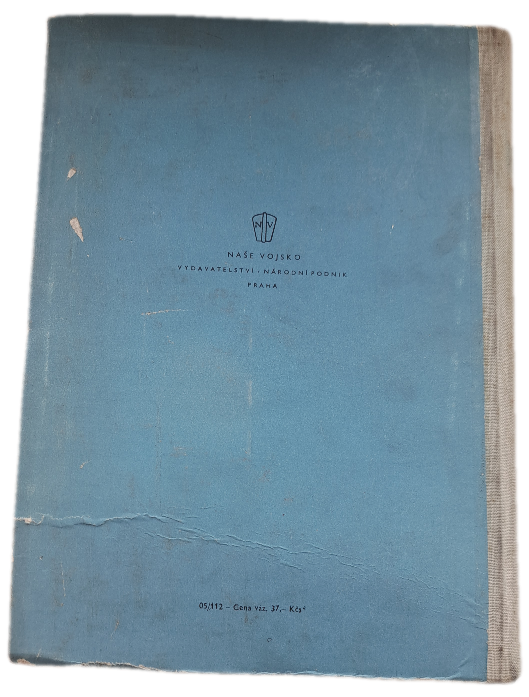 N V
NAŠE VOJSKO
VYDAVATELSTVÍ · NÁRODNÍ PODNIK
PRAHA
05/112 – Cena váz. 37,– Kčs